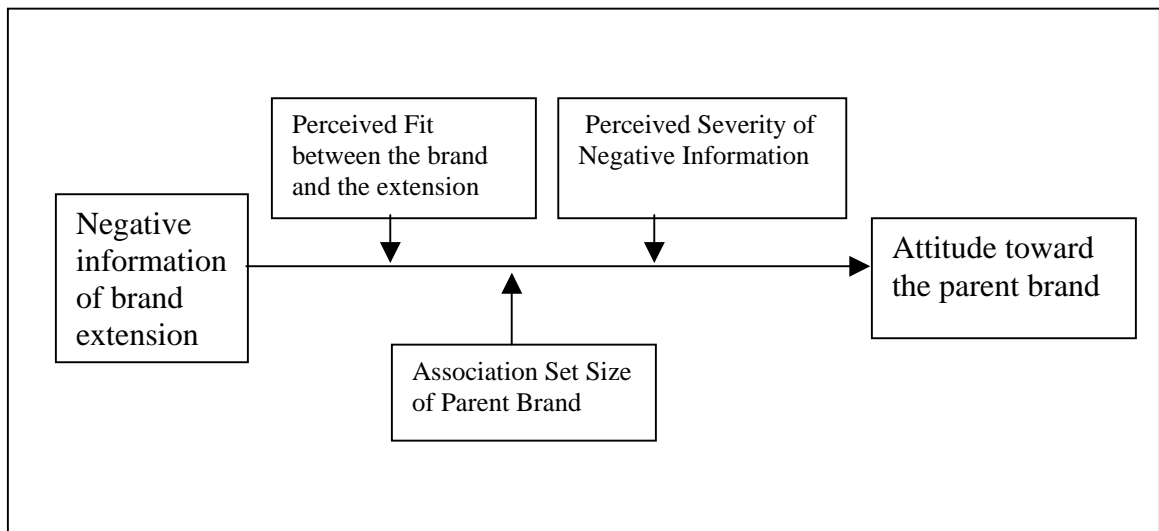 Perceived Fit
between the brand
and the extension
Perceived Severity of
Negative Information
Negative
information
of brand
extension
Attitude toward
the parent brand
Association Set Size
of Parent Brand